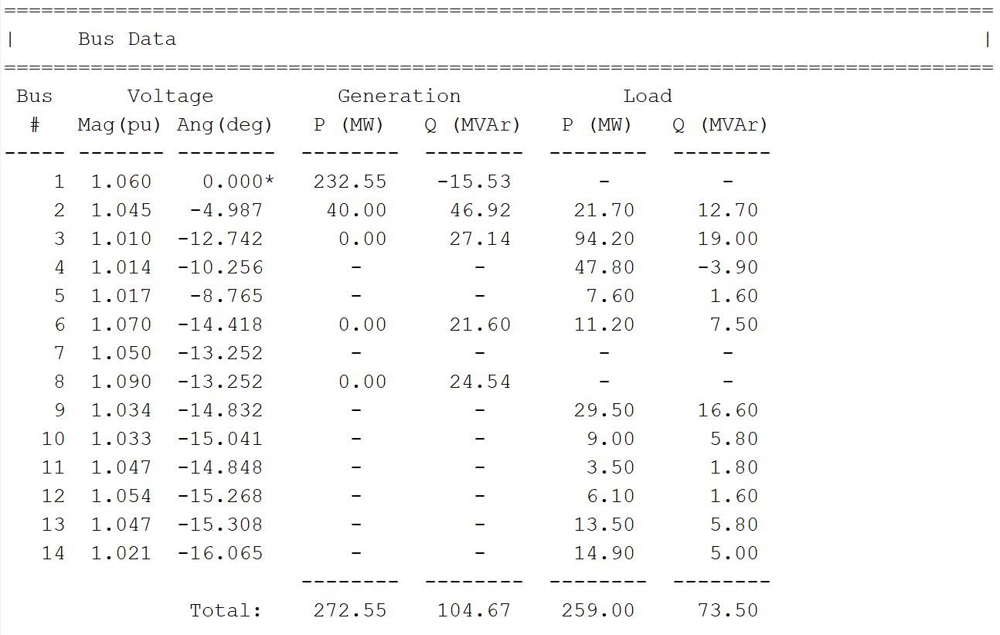 ================================================================================
|     Bus Data                                                                 |
================================================================================
 Bus      Voltage          Generation             Load
  #   Mag(pu) Ang(deg)   P (MW)   Q (MVAr)   P (MW)   Q (MVAr)
----- ------- --------  --------  --------  --------  --------
    1  1.060    0.000*   232.55    -15.53       -         -
    2  1.045   -4.987     40.00     46.92     21.70     12.70
    3  1.010  -12.742      0.00     27.14     94.20     19.00
    4  1.014  -10.256       -         -       47.80     -3.90
    5  1.017   -8.765       -         -        7.60      1.60
    6  1.070  -14.418      0.00     21.60     11.20      7.50
    7  1.050  -13.252       -         -         -         -
    8  1.090  -13.252      0.00     24.54       -         -
    9  1.034  -14.832       -         -       29.50     16.60
   10  1.033  -15.041       -         -        9.00      5.80
   11  1.047  -14.848       -         -        3.50      1.80
   12  1.054  -15.268       -         -        6.10      1.60
   13  1.047  -15.308       -         -       13.50      5.80
   14  1.021  -16.065       -         -       14.90      5.00
                        --------  --------  --------  --------
               Total:    272.55    104.67    259.00     73.50